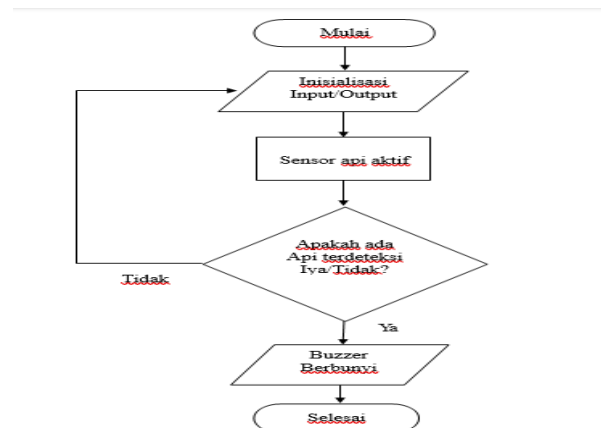 Mulai
Inisialisasi
Input/Output
Sensor api aktif
Apakah ada
Api terdeteksi
Iya/Tidak?
Tidak
Ya
Buzzer
Berbunyi
Selesai